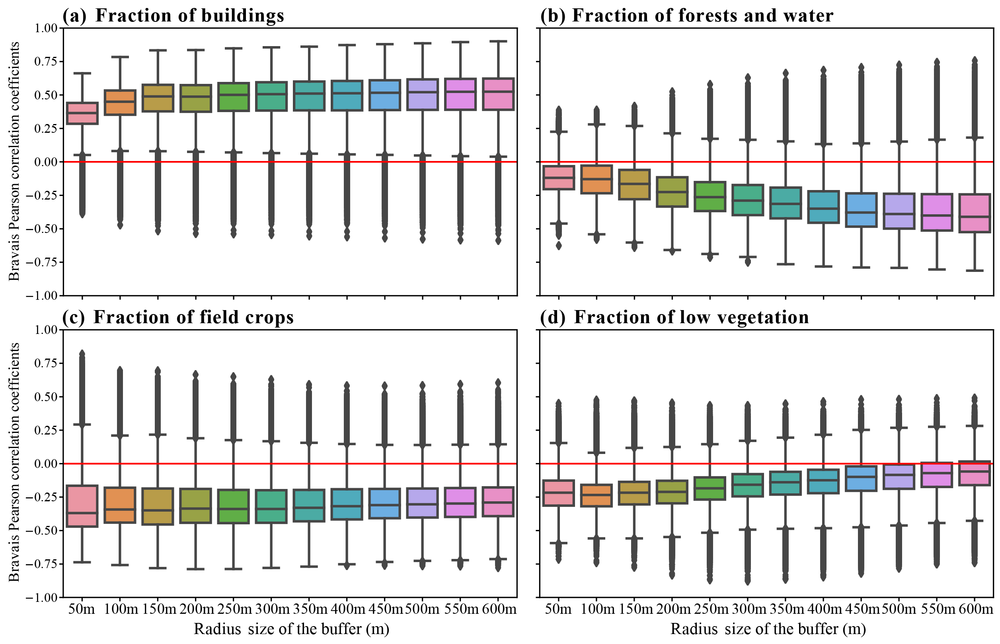 (a) Fraction of buildings
(b) Fraction of forests and water
Bravais Pearson correlation coefficients
1.00
0.75
0.50
0.25
0.00
−0.25
−0.50
−0.75
−1.00
(c) Fraction of field crops
(d) Fraction of low vegetation
Bravais Pearson correlation coefficients
1.00
0.75
0.50
0.25
0.00
−0.25
−0.50
−0.75
−1.00
50m 100m 150m 200m 250m 300m 350m 400m 450m 500m 550m 600m
50m 100m 150m 200m 250m 300m 350m 400m 450m 500m 550m 600m
Radius size of the buffer (m)
Radius size of the buffer (m)